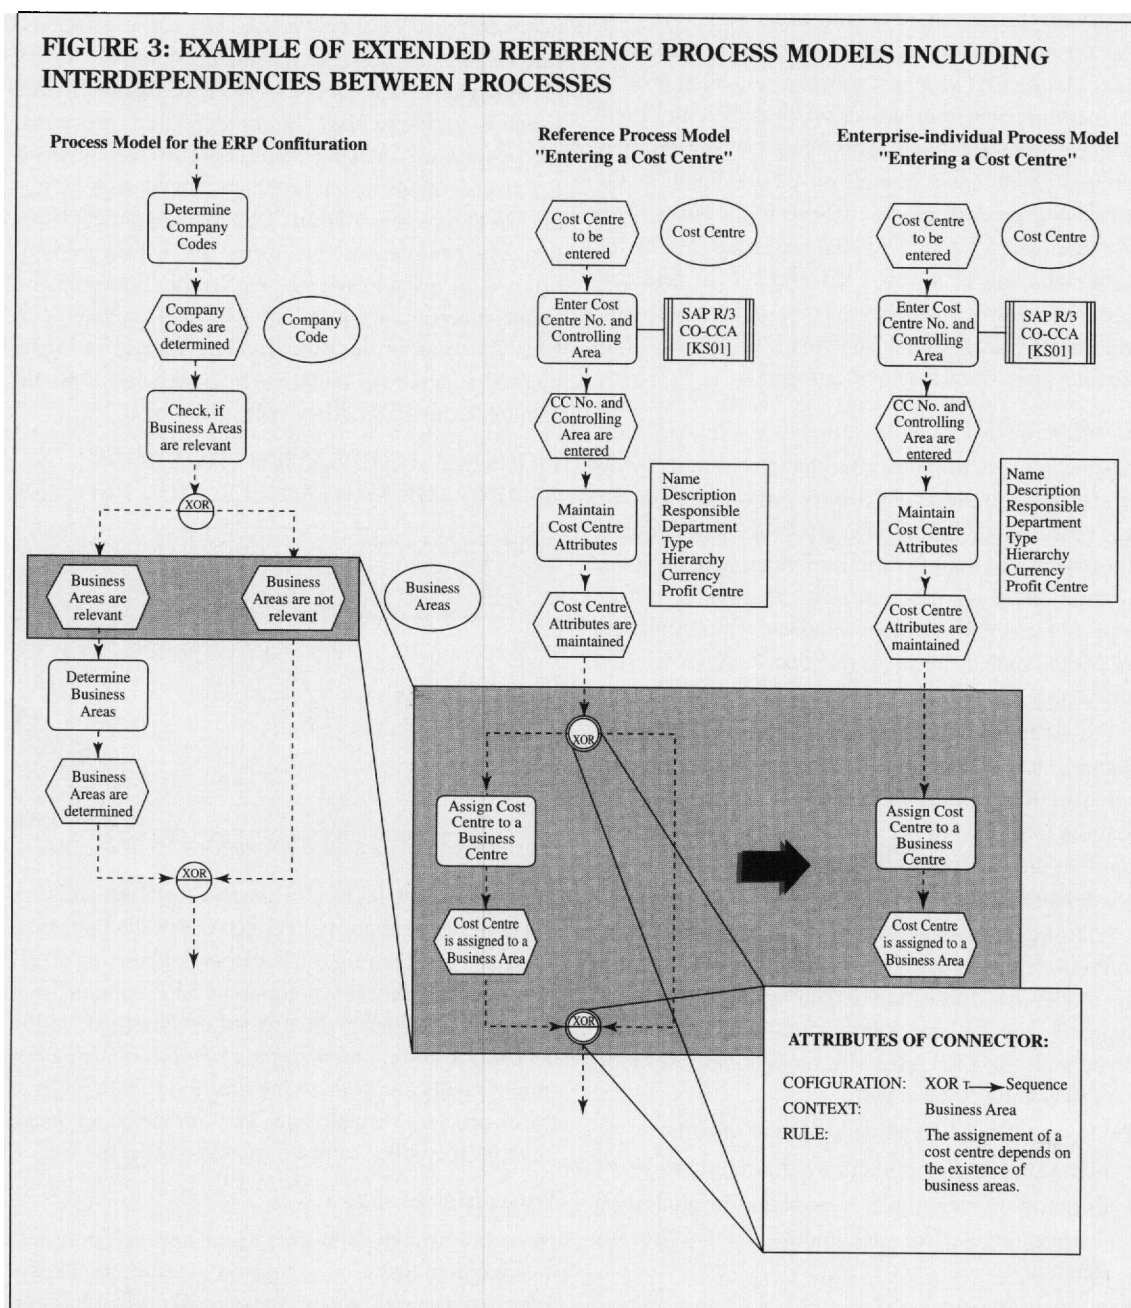 FIGURE 3: EXAMPLE OF EXTENDED REFERENCE PROCESS MODELS INCLUDING
INTERDEPENDENCIES BETWEEN PROCESSES
Process Model for the ERP Confituration
Determine
Company
Codes
Company
Codes are
determined
Company
Code
Check, if
Business Areas
are relevant
XOR
Business
Areas are
relevant
Business
Areas are not
relevant
Business
Areas
Determine
Business
Areas
Business
Areas are
determined
XOR
Reference Process Model
"Entering a Cost Centre"
Cost Centre
to be
entered
Cost Centre
Enter Cost
Centre No. and
Controlling
Area
SAP R/3
CO-CCA
[KS01]
CC No. and
Controlling
Area are
entered
Maintain
Cost Centre
Attributes
Name
Description
Responsible
Department
Type
Hierarchy
Currency
Profit Centre
Cost Centre
Attributes are
maintained
XOR
Assign Cost
Centre to a
Business
Centre
Cost Centre
is assigned to a
Business Area
XOR
Enterprise-individual Process Model
"Entering a Cost Centre"
Cost Centre
to be
entered
Cost Centre
Enter Cost
Centre No. and
Controlling
Area
SAP R/3
CO-CCA
[KS01]
CC No. and
Controlling
Area are
entered
Maintain
Cost Centre
Attributes
Name
Description
Responsible
Department
Type
Hierarchy
Currency
Profit Centre
Cost Centre
Attributes are
maintained
Assign Cost
Centre to a
Business
Centre
Cost Centre
is assigned to a
Business Area
ATTRIBUTES OF CONNECTOR:
COFIGURATION: XOR T Sequence
CONTEXT: Business Area
RULE: The assignement of a
cost centre depends on
the existence of
business areas.